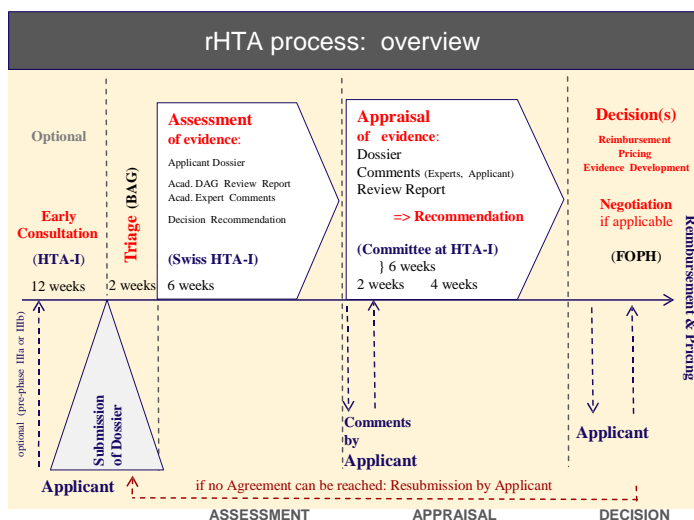 rHTA process: overview
Optional
Early
Consultation
(HTA-I)
12 weeks
Triage (BAG)
2 weeks
Assessment
of evidence:
Applicant Dossier
Acad. DAG Review Report
Acad. Expert Comments
Decision Recommendation
(Swiss HTA-I)
6 weeks
Appraisal
of evidence:
Dossier
Comments (Experts, Applicant)
Review Report
=> Recommendation
(Committee at HTA-I)
} 6 weeks
2 weeks 4 weeks
Decision(s)
Reimbursement
Pricing
Evidence Development
Negotiation
if applicable
(FOPH)
Reimbursement & Pricing
optional (pre-phase IIIa or IIIb)
Submission
of Dossier
Applicant
Comments
by
Applicant
Applicant
if no Agreement can be reached: Resubmission by Applicant
ASSESSMENT APPRAISAL DECISION